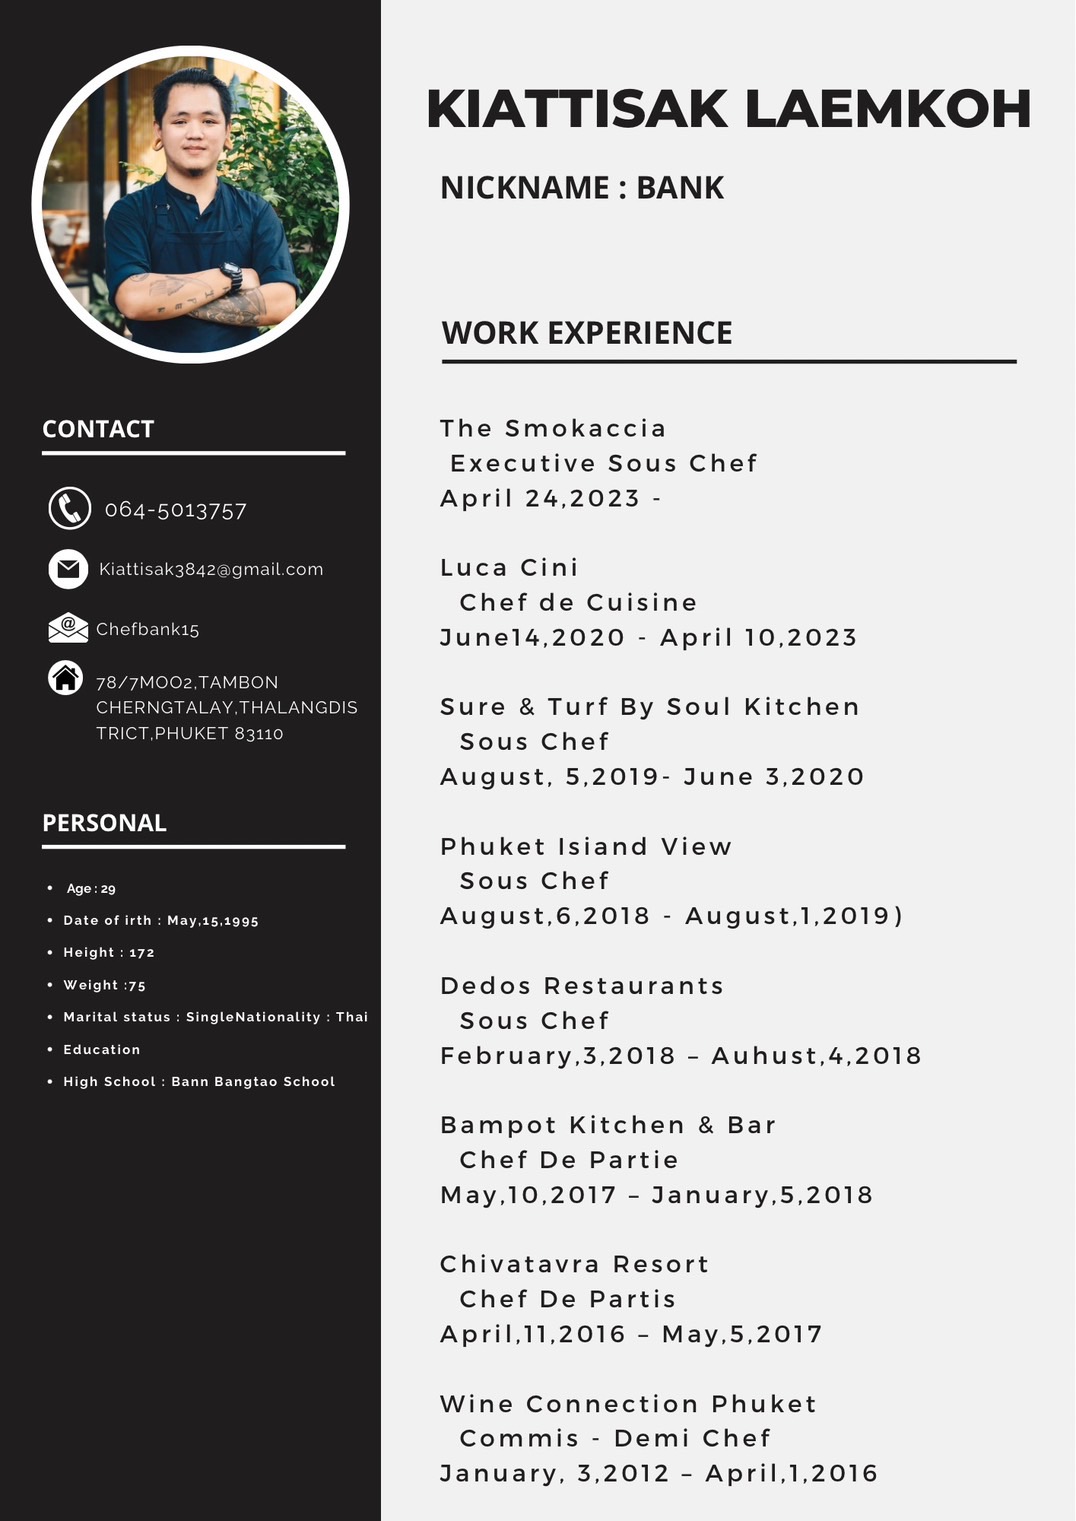 KIATTISAK LAEMKOH
NICKNAME : BANK
CONTACT
064-5013757
Kiattisak3842@gmail.com
Chefbank15
78/7MOO2,TAMBON
CHERNGTALAY,THALANGDIS
TRICT,PHUKET 83110
PERSONAL
• Age : 29
• Date of irth : May,15,1995
• Height : 172
• Weight :75
• Marital status : SingleNationality : Thai
• Education
• High School : Bann Bangtao School
WORK EXPERIENCE
The Smokaccia
Executive Sous Chef
April 24,2023 -
Luca Cini
Chef de Cuisine
June14,2020 - April 10,2023
Sure & Turf By Soul Kitchen
Sous Chef
August, 5,2019- June 3,2020
Phuket Isiand View
Sous Chef
August,6,2018 - August,1,2019)
Dedos Restaurants
Sous Chef
February,3,2018 – Auhust,4,2018
Bampot Kitchen & Bar
Chef De Partie
May,10,2017 – January,5,2018
Chivatavra Resort
Chef De Partis
April,11,2016 – May,5,2017
Wine Connection Phuket
Commis - Demi Chef
January, 3,2012 – April,1,2016